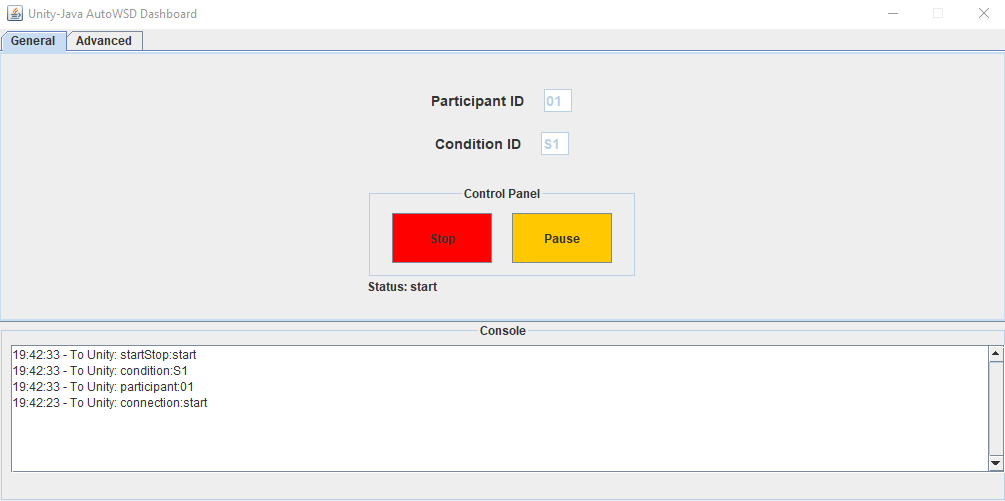 Unity-Java AutoWSD Dashboard
General Advanced
Participant ID 01
Condition ID S1
Control Panel
Stop Pause
Status: start
Console
19:42:33 - To Unity: startStop:start
19:42:33 - To Unity: condition:S1
19:42:33 - To Unity: participant:01
19:42:23 - To Unity: connection:start